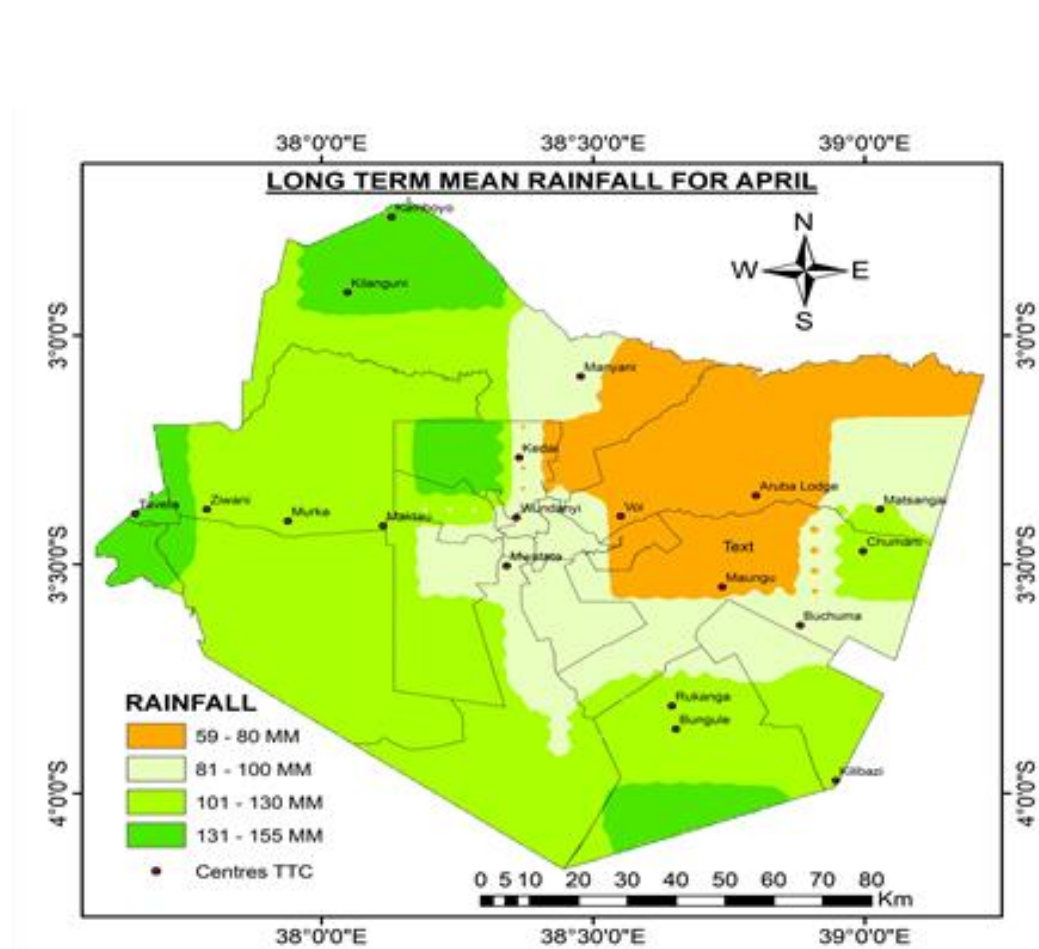 38°0'0"E 38°30'0"E 39°0'0"E
LONG TERM MEAN RAINFALL FOR APRIL
Kamboyo
N
W E
S
Kilanguni
3°0'0"S 3°0'0"S
Manyani
Kedai
Aruba Lodge
Taveta Ziwani Murka Maktau Wundanyi Voi Matsangai
Text Chumani
Mwatate Maungu
3°30'0"S 3°30'0"S
Buchuma
Rukanga
Bungule
Kilibazi
4°0'0"S 4°0'0"S
RAINFALL
59 - 80 MM
81 - 100 MM
101 - 130 MM
131 - 155 MM
Centres TTC
0 5 10 20 30 40 50 60 70 80
Km
38°0'0"E 38°30'0"E 39°0'0"E